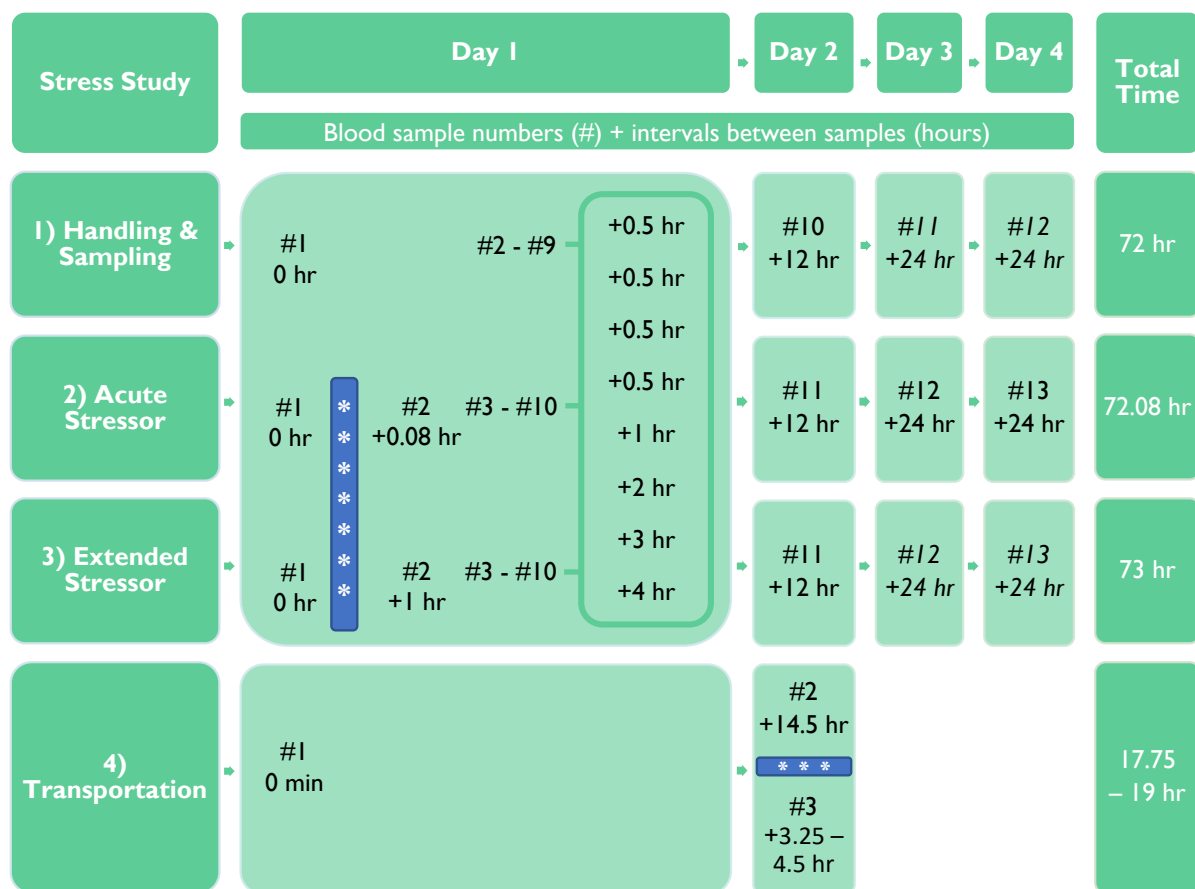 Stress Study
Day 1
Day 2
Day 3
Day 4
Total
Time
Blood sample numbers (#) + intervals between samples (hours)
1) Handling &
Sampling
#1
0 hr
#2 - #9
+0.5 hr
+0.5 hr
+0.5 hr
+0.5 hr
+1 hr
+2 hr
+3 hr
+4 hr
#10
+12 hr
#11
+24 hr
#12
+24 hr
72 hr
2) Acute
Stressor
#1
0 hr
*
*
*
*
*
*
*
#2
+0.08 hr
#3 - #10
#11
+12 hr
#12
+24 hr
#13
+24 hr
72.08 hr
3) Extended
Stressor
#1
0 hr
#2
+1 hr
#3 - #10
#11
+12 hr
#12
+24 hr
#13
+24 hr
73 hr
4)
Transportation
#1
0 min
#2
+14.5 hr
* * *
#3
+3.25 –
4.5 hr
17.75
– 19 hr